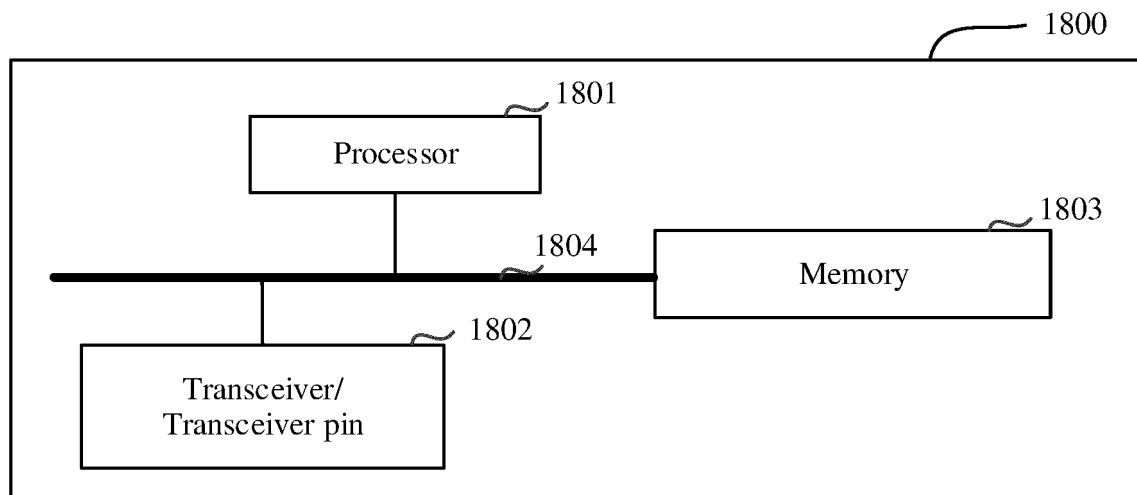 1800
1801
Processor
1803
1804
Memory
1802
Transceiver/
Transceiver pin